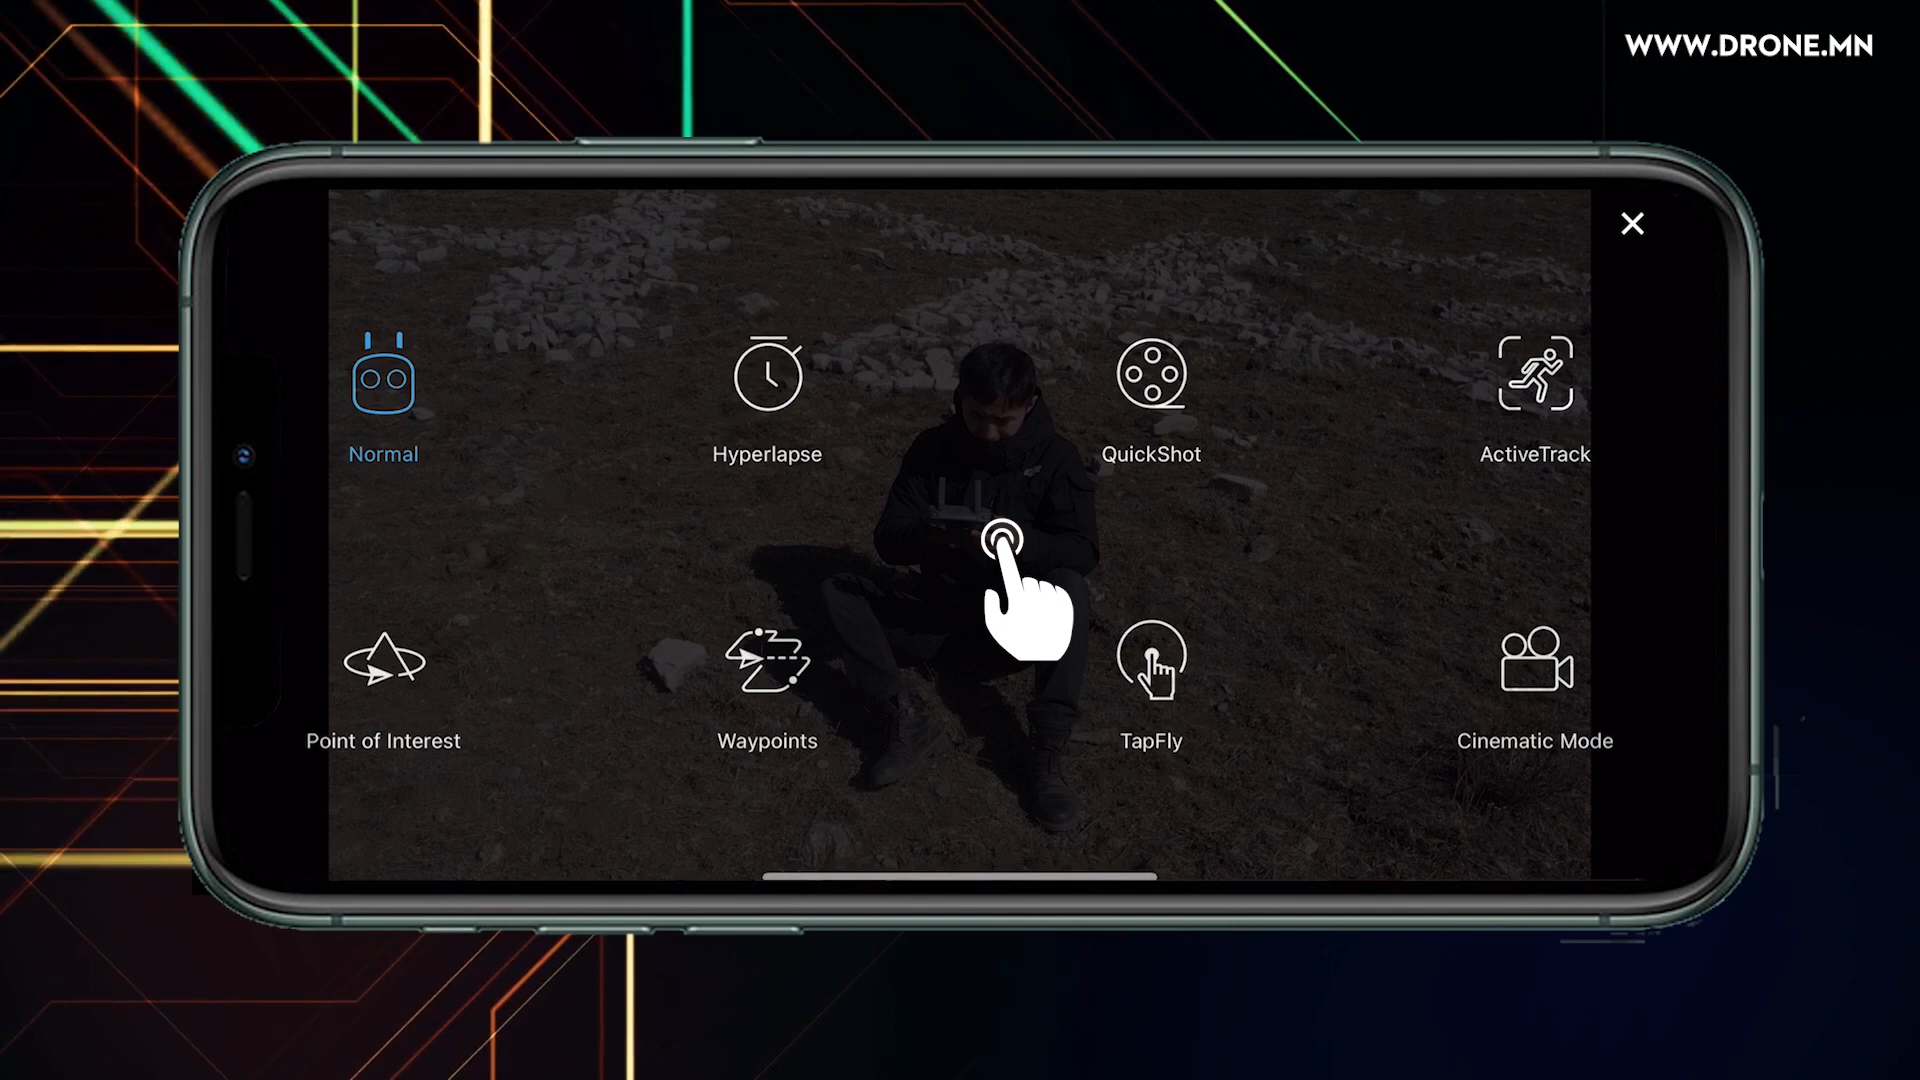 WWW.DRONE.MN
Normal
Hyperlapse
QuickShot
ActiveTrack
Point of Interest
Waypoints
TapFly
Cinematic Mode